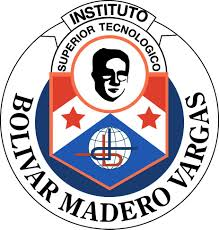 INSTITUTO
SUPERIOR TECNOLOGICO
BOLIVAR MADERO VARGAS